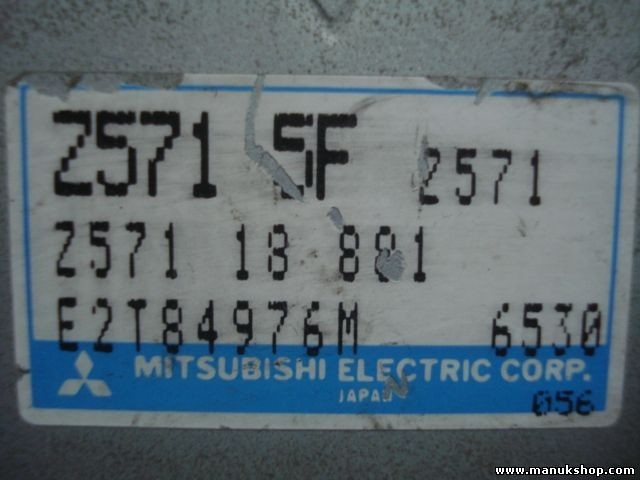 Z571 5F 2571
Z571 18 881
E2T84976M 6530
MITSUBISHI ELECTRIC CORP.
JAPAN
056
www.manukshop.com